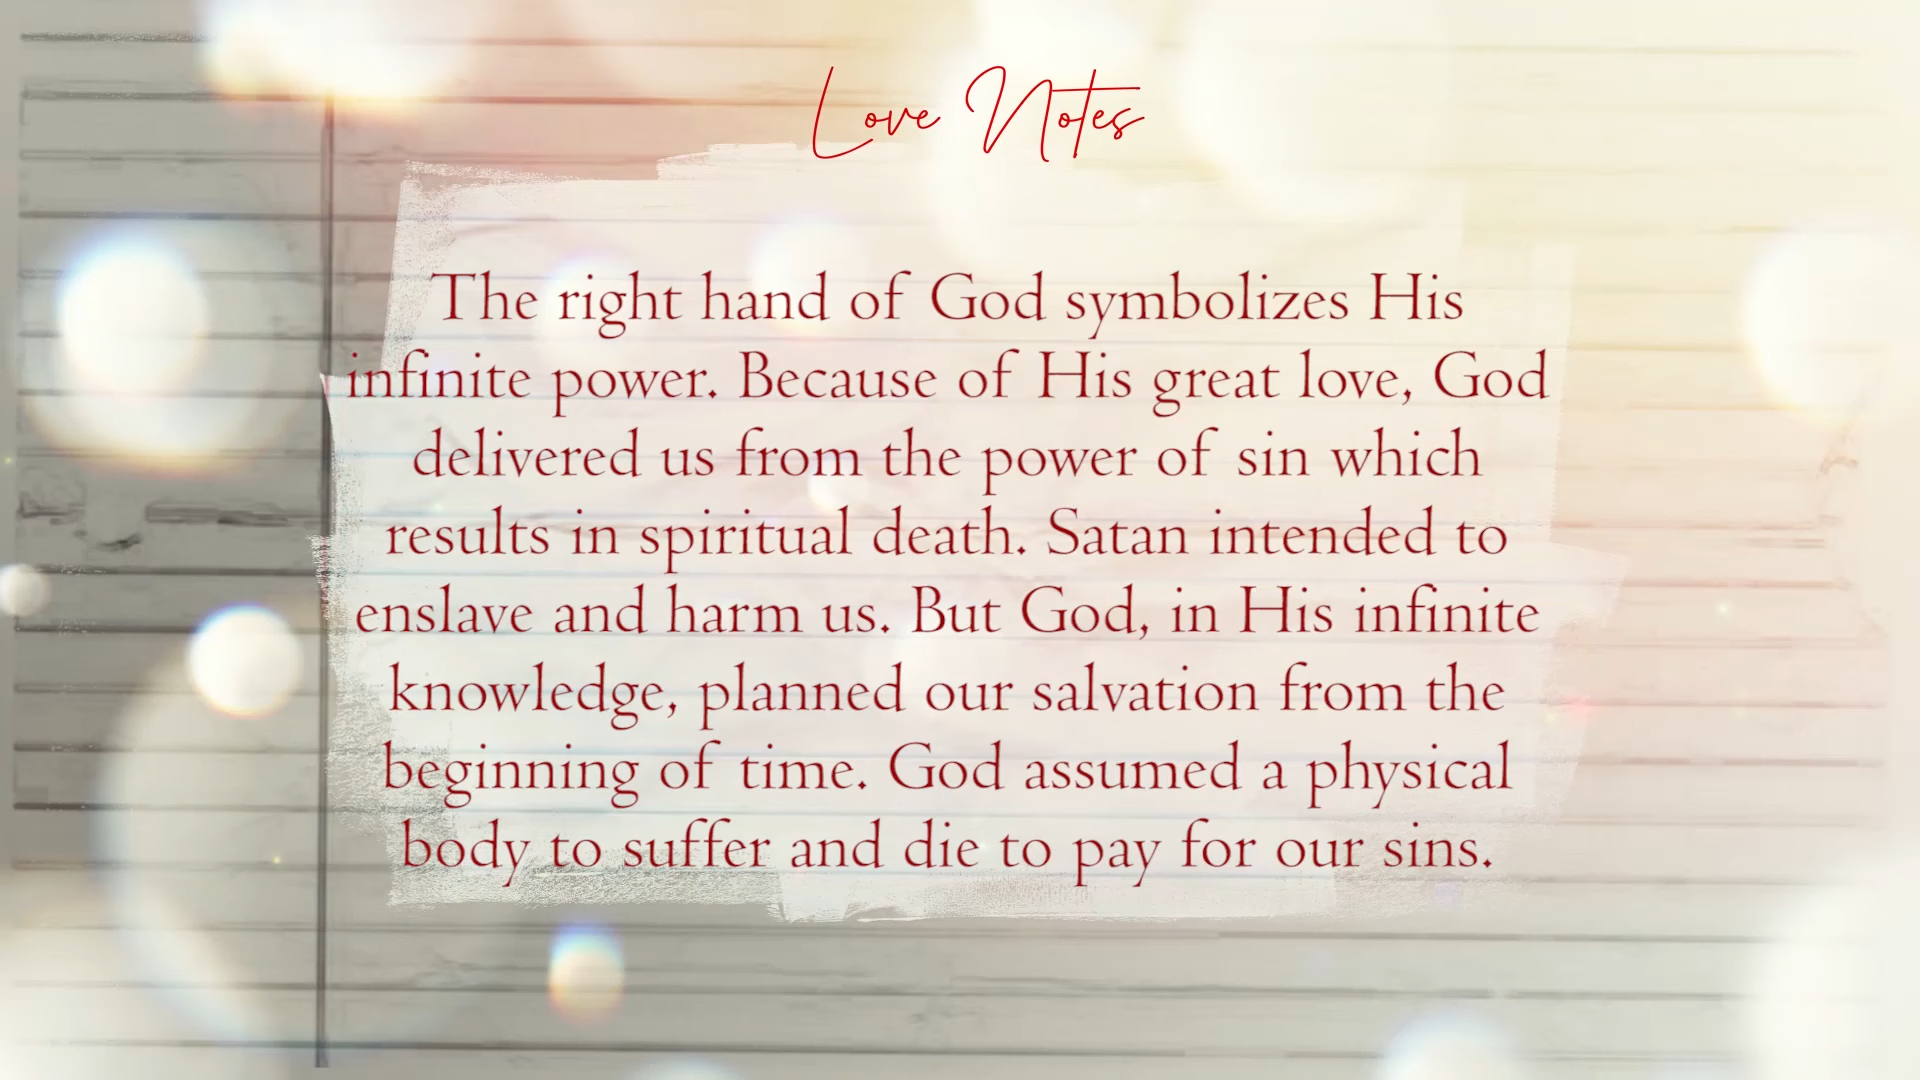 Love Notes
The right hand of God symbolizes His
infinite power. Because of His great love, God
delivered us from the power of sin which
results in spiritual death. Satan intended to
enslave and harm us. But God, in His infinite
knowledge, planned our salvation from the
beginning of time. God assumed a physical
body to suffer and die to pay for our sins.